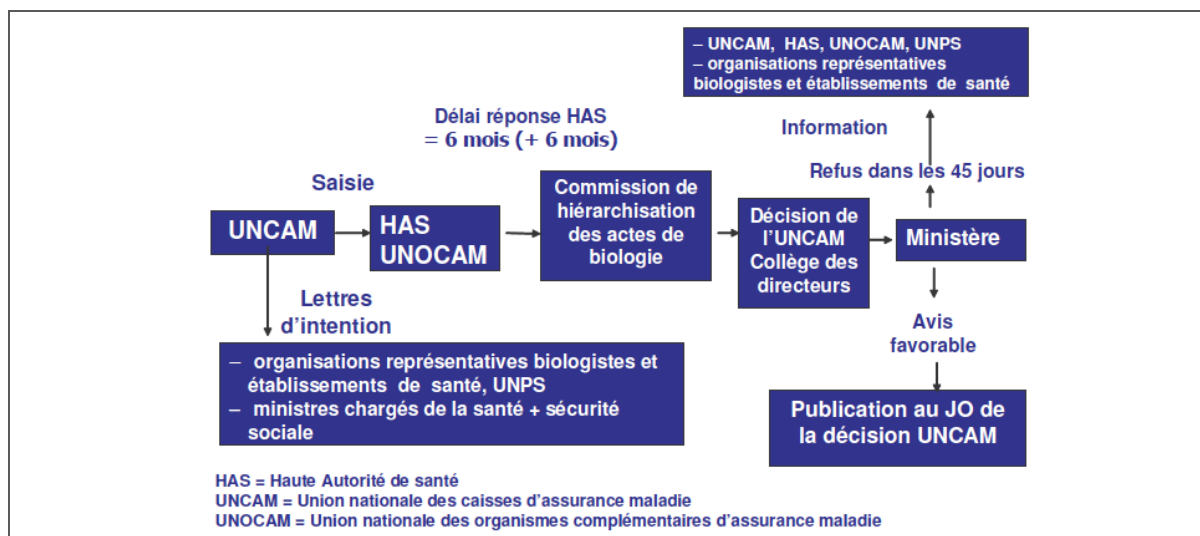 – UNCAM, HAS, UNOCAM, UNPS
– organisations représentatives
biologistes et établissements de santé
Délai réponse HAS
= 6 mois (+ 6 mois)
Information
Refus dans les 45 jours
Saisie
UNCAM
HAS
UNOCAM
Commission de
hiérarchisation
des actes de
biologie
Décision de
l’UNCAM
Collège des
directeurs
Ministère
Lettres
d’intention
Avis
favorable
– organisations représentatives biologistes et
établissements de santé, UNPS
– ministres chargés de la santé + sécurité
sociale
Publication au JO de
la décision UNCAM
HAS = Haute Autorité de santé
UNCAM = Union nationale des caisses d’assurance maladie
UNOCAM = Union nationale des organismes complémentaires d’assurance maladie